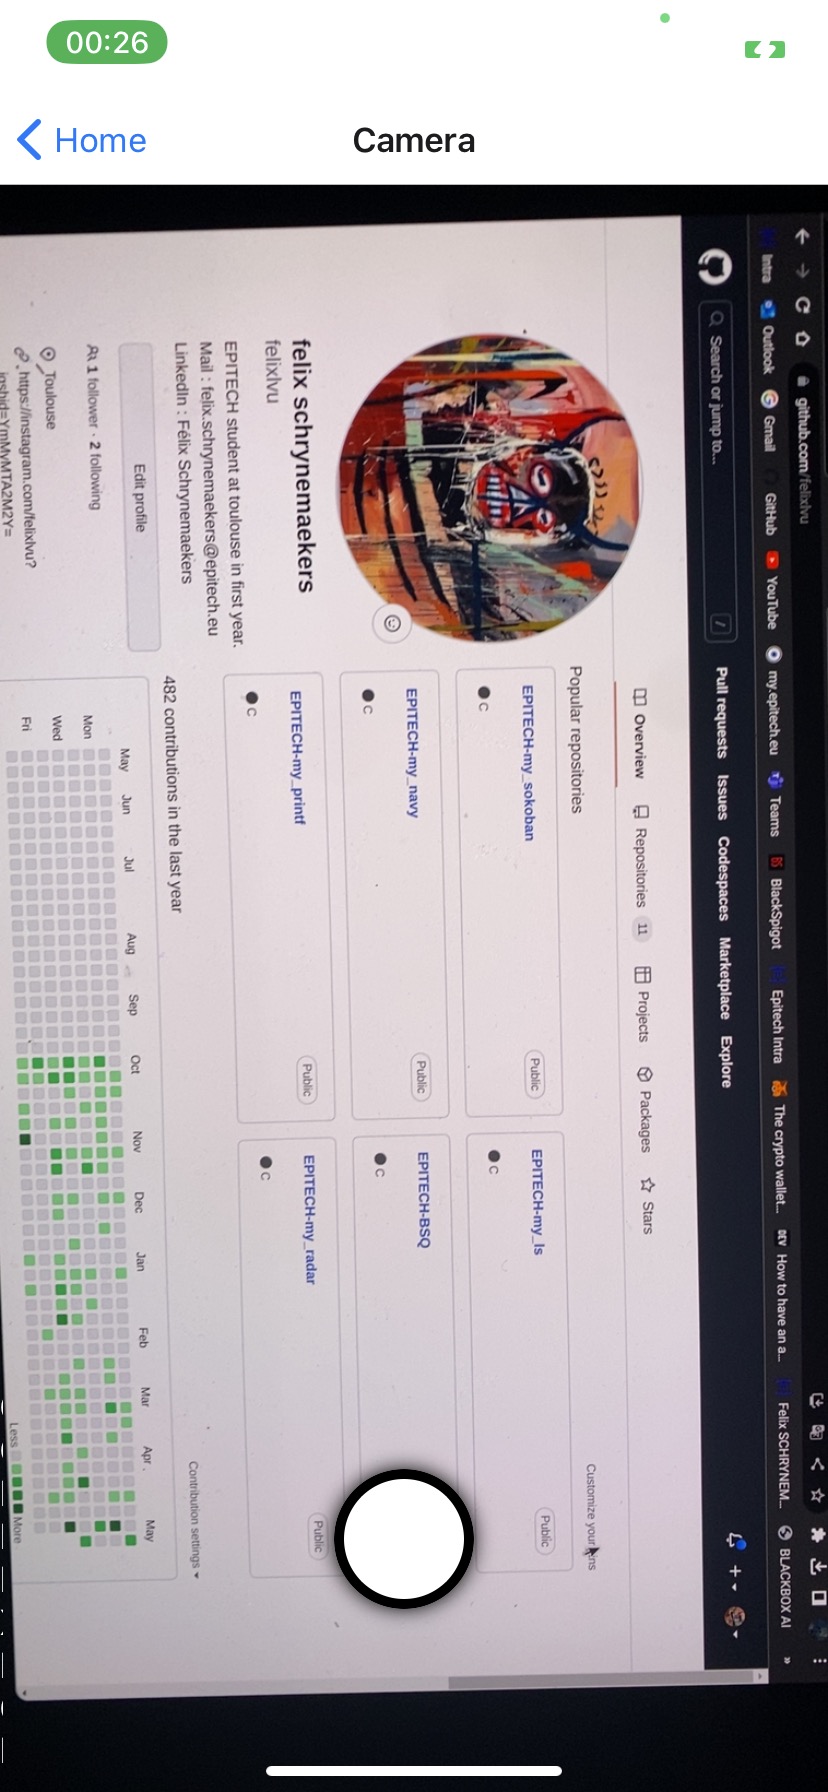 00:26
Home
Camera
github.com/felixlvu
Intra Outlook Gmail GitHub YouTube my.epitech.eu Teams BlackSpigot Epitech Intra The crypto wallet... DEV How to have an a... Felix SCHRYNEM... BLACKBOX AI »
Search or jump to... / Pull requests Issues Codespaces Marketplace Explore
Overview Repositories 11 Projects Packages Stars
Popular repositories
Customize your pins
EPITECH-my_sokoban Public
C
EPITECH-my_ls Public
C
EPITECH-my_navy Public
C
EPITECH-BSQ
C
EPITECH-my_printf Public
C
EPITECH-my_radar Public
C
felix schrynemaekers
felixlvu
EPITECH student at toulouse in first year.
Mail : felix.schrynemaekers@epitech.eu
LinkedIn : Félix Schrynemaekers
Edit profile
1 follower · 2 following
Toulouse
https://instagram.com/felixlvu?
igshid=YmMyMTA2M2Y=
482 contributions in the last year
Contribution settings
May Jun Jul Aug Sep Oct Nov Dec Jan Feb Mar Apr May
Mon
Wed
Fri
Less More